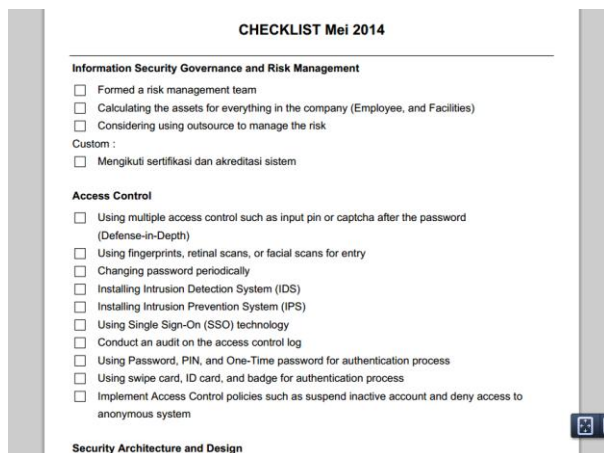 CHECKLIST Mei 2014
Information Security Governance and Risk Management
Formed a risk management team
Calculating the assets for everything in the company (Employee, and Facilities)
Considering using outsource to manage the risk
Custom :
Mengikuti sertifikasi dan akreditasi sistem
Access Control
Using multiple access control such as input pin or captcha after the password
(Defense-in-Depth)
Using fingerprints, retinal scans, or facial scans for entry
Changing password periodically
Installing Intrusion Detection System (IDS)
Installing Intrusion Prevention System (IPS)
Using Single Sign-On (SSO) technology
Conduct an audit on the access control log
Using Password, PIN, and One-Time password for authentication process
Using swipe card, ID card, and badge for authentication process
Implement Access Control policies such as suspend inactive account and deny access to
anonymous system
Security Architecture and Design